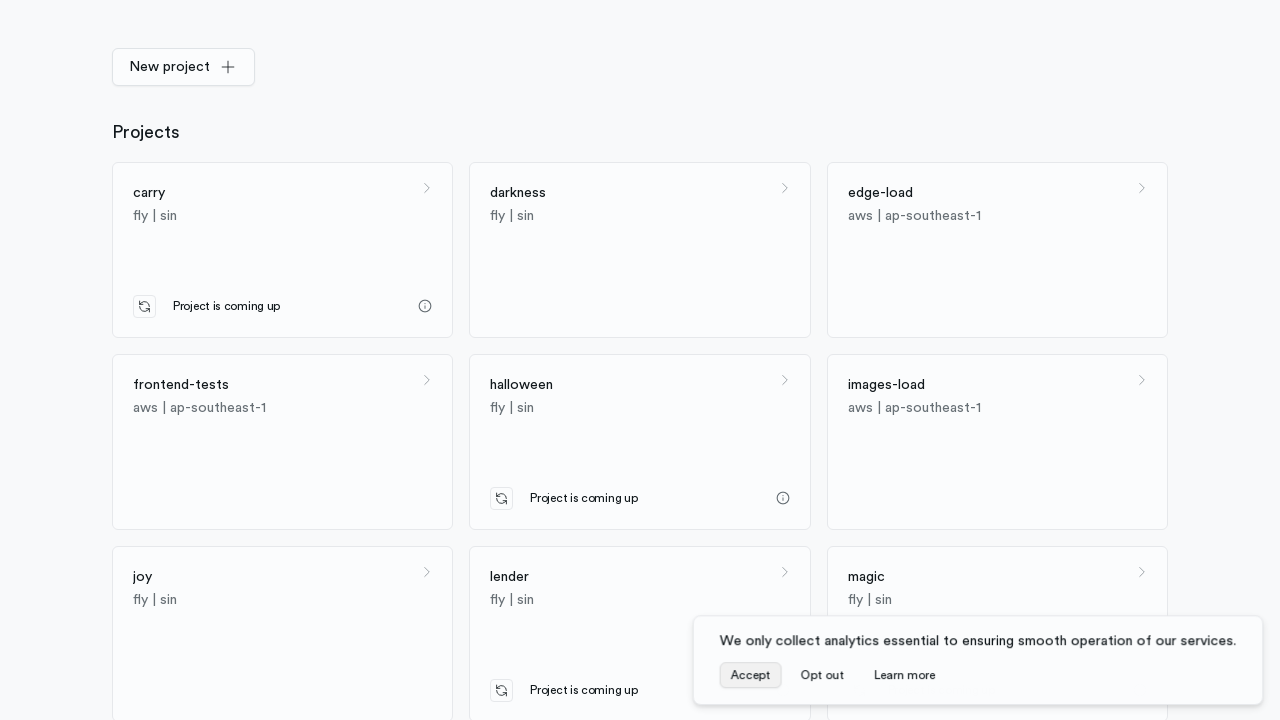 New project
Projects
carry
fly | sin
Project is coming up
darkness
fly | sin
edge-load
aws | ap-southeast-1
frontend-tests
aws | ap-southeast-1
halloween
fly | sin
Project is coming up
images-load
aws | ap-southeast-1
joy
fly | sin
lender
fly | sin
Project is coming up
magic
fly | sin
We only collect analytics essential to ensuring smooth operation of our services.
Accept
Opt out
Learn more